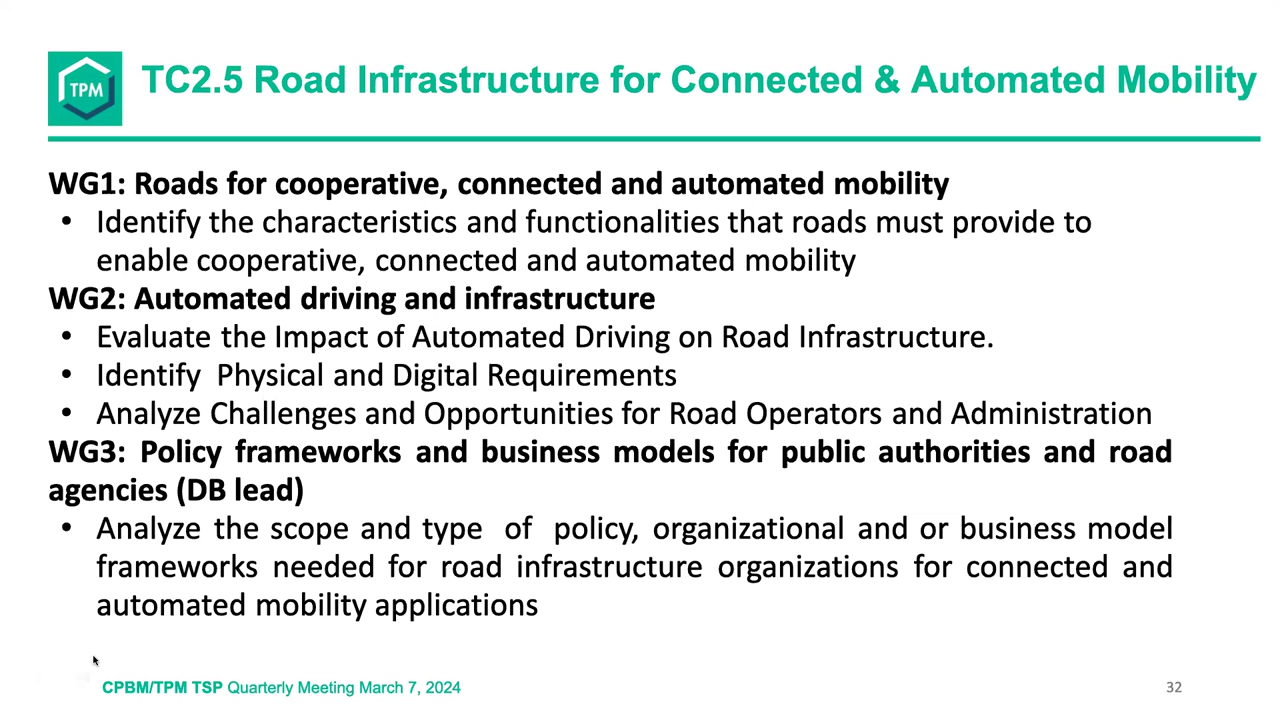 TPM
TC2.5 Road Infrastructure for Connected & Automated Mobility
WG1: Roads for cooperative, connected and automated mobility
• Identify the characteristics and functionalities that roads must provide to
enable cooperative, connected and automated mobility
WG2: Automated driving and infrastructure
• Evaluate the Impact of Automated Driving on Road Infrastructure.
• Identify  Physical and Digital Requirements
• Analyze Challenges and Opportunities for Road Operators and Administration
WG3: Policy frameworks and business models for public authorities and road
agencies (DB lead)
• Analyze the scope and type  of  policy, organizational and or business model
frameworks needed for road infrastructure organizations for connected and
automated mobility applications
CPBM/TPM TSP Quarterly Meeting March 7, 2024
32